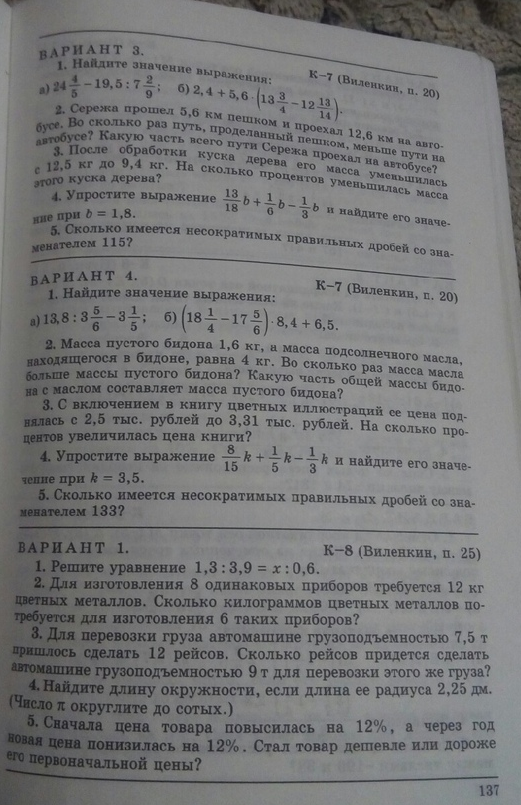 ВАРИАНТ 3.
К–7 (Виленкин, п. 20)
1. Найдите значение выражения:
а) 24 4/5 – 19,5 : 7 2/9; б) 2,4 + 5,6 · (13 3/4 – 12 13/14).
2. Сережа прошел 5,6 км пешком и проехал 12,6 км на авто-
бусе. Во сколько раз путь, проделанный пешком, меньше пути на
автобусе? Какую часть всего пути Сережа проехал на автобусе?
3. После обработки куска дерева его масса уменьшилась
с 12,5 кг до 9,4 кг. На сколько процентов уменьшилась масса
этого куска дерева?
4. Упростите выражение 13/18 b + 1/6 b – 1/3 b и найдите его значе-
ние при b = 1,8.
5. Сколько имеется несократимых правильных дробей со зна-
менателем 115?
ВАРИАНТ 4.
К–7 (Виленкин, п. 20)
1. Найдите значение выражения:
а) 13,8 : 3 5/6 – 3 1/5; б) (18 1/4 – 17 5/6) · 8,4 + 6,5.
2. Масса пустого бидона 1,6 кг, а масса подсолнечного масла,
находящегося в бидоне, равна 4 кг. Во сколько раз масса масла
больше массы пустого бидона? Какую часть общей массы бидо-
на с маслом составляет масса пустого бидона?
3. С включением в книгу цветных иллюстраций ее цена под-
нялась с 2,5 тыс. рублей до 3,31 тыс. рублей. На сколько про-
центов увеличилась цена книги?
4. Упростите выражение 8/15 k + 1/5 k – 1/3 k и найдите его значе-
чение при k = 3,5.
5. Сколько имеется несократимых правильных дробей со зна-
менателем 133?
ВАРИАНТ 1. К–8 (Виленкин, п. 25)
1. Решите уравнение 1,3 : 3,9 = x : 0,6.
2. Для изготовления 8 одинаковых приборов требуется 12 кг
цветных металлов. Сколько килограммов цветных металлов по-
требуется для изготовления 6 таких приборов?
3. Для перевозки груза автомашине грузоподъемностью 7,5 т
пришлось сделать 12 рейсов. Сколько рейсов придется сделать
автомашине грузоподъемностью 9 т для перевозки этого же груза?
4. Найдите длину окружности, если длина ее радиуса 2,25 дм.
(Число π округлите до сотых.)
5. Сначала цена товара повысилась на 12%, а через год
новая цена понизилась на 12%. Стал товар дешевле или дороже
его первоначальной цены?
137